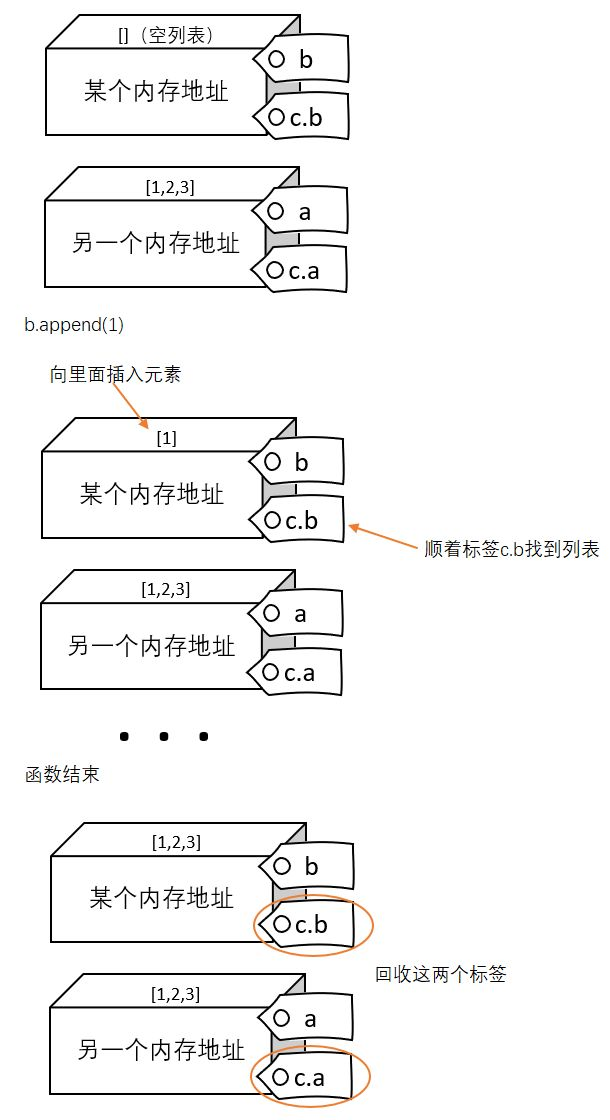 []（空列表）
b
某个内存地址
c.b
[1,2,3]
a
另一个内存地址
c.a
b.append(1)
向里面插入元素
[1]
b
某个内存地址
c.b
顺着标签c.b找到列表
[1,2,3]
a
另一个内存地址
c.a
函数结束
[1,2,3]
b
某个内存地址
c.b
回收这两个标签
[1,2,3]
a
另一个内存地址
c.a